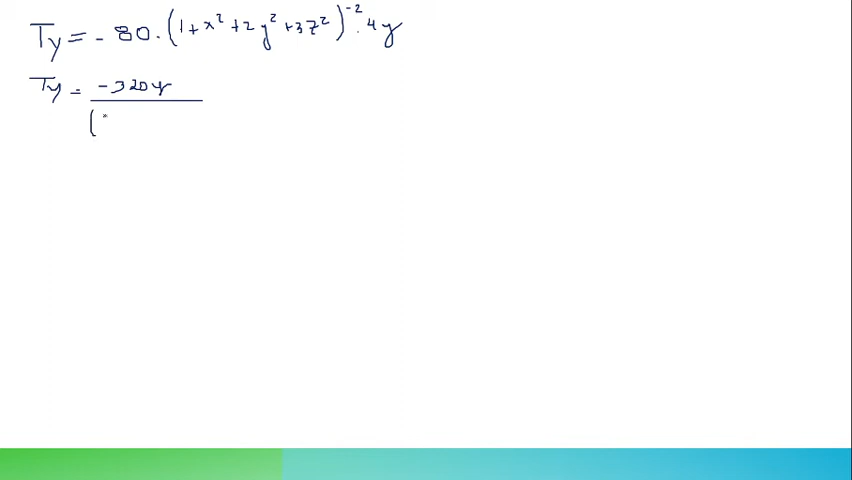 Ty = - 80 . (1 + x² + 2y² + 3z²)⁻² . 4y
Ty = -320y
(